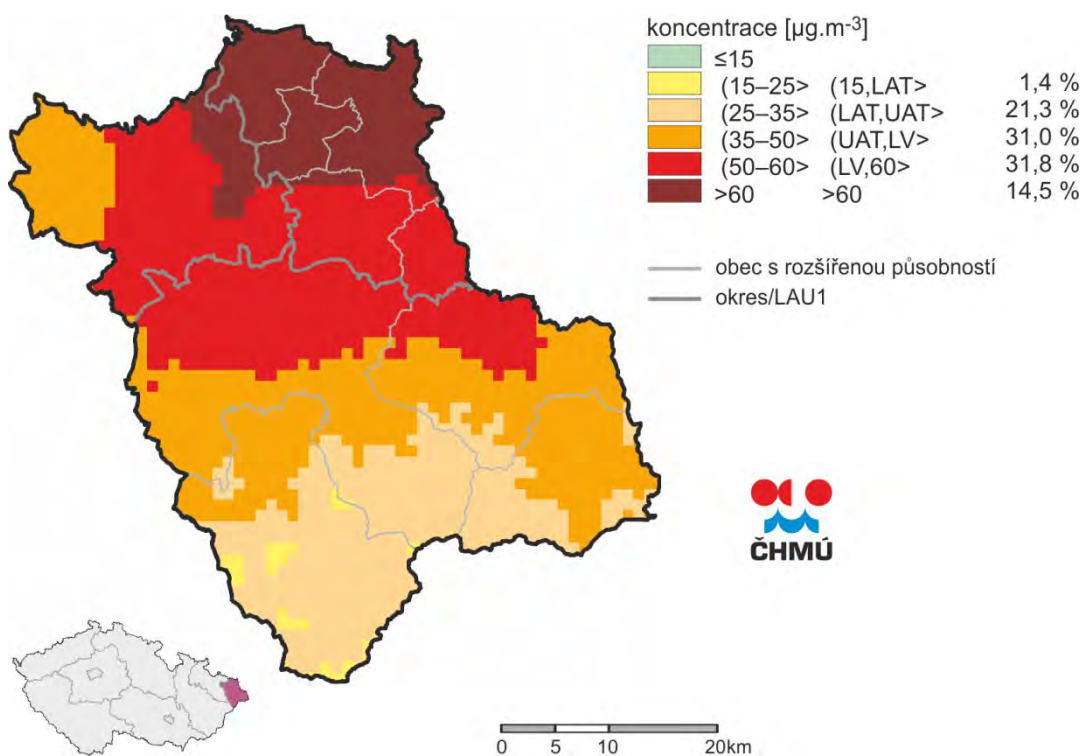 koncentrace [µg.m⁻³]
≤15
(15–25> (15,LAT> 1,4 %
(25–35> (LAT,UAT> 21,3 %
(35–50> (UAT,LV> 31,0 %
(50–60> (LV,60> 31,8 %
>60 >60 14,5 %
obec s rozšířenou působností
okres/LAU1
ČHMÚ
0 5 10 20km